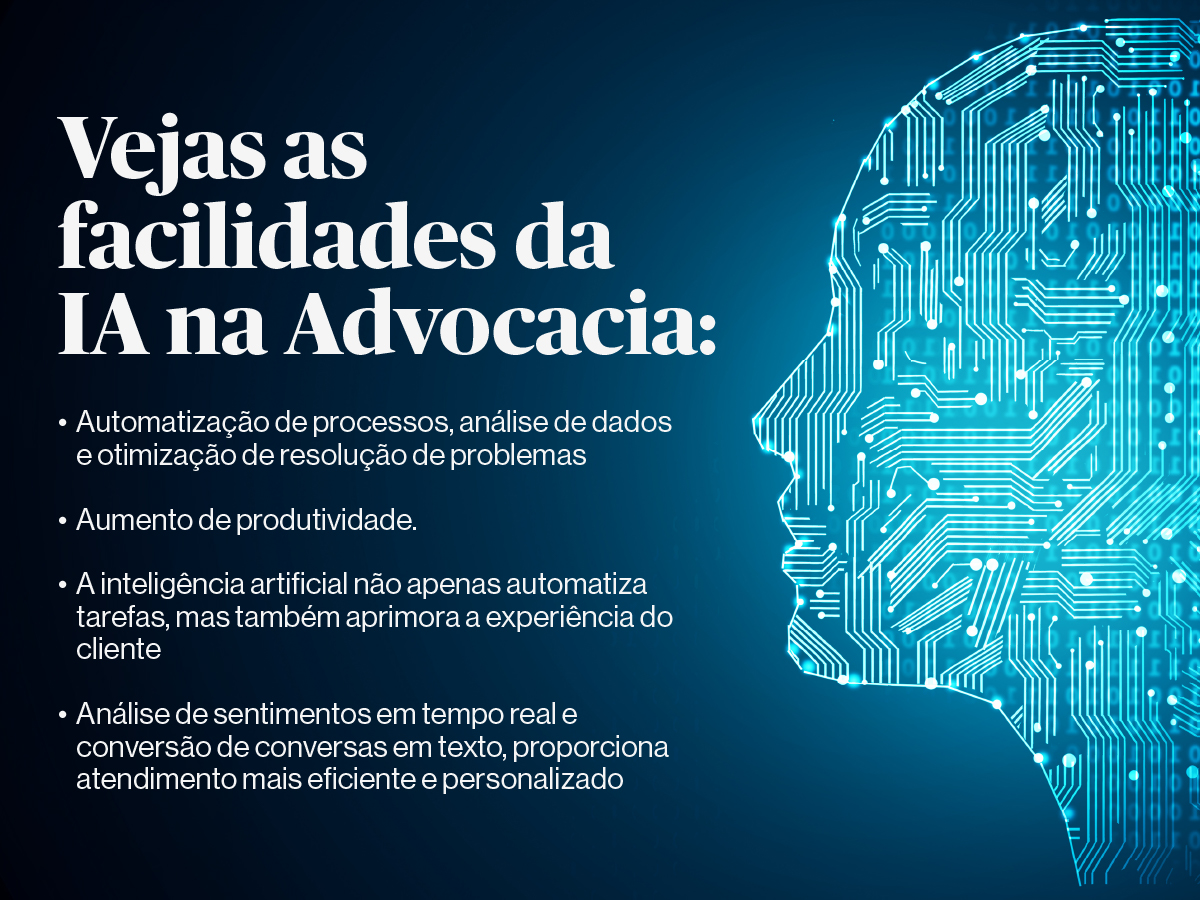 Vejas as
facilidades da
IA na Advocacia:
• Automatização de processos, análise de dados
e otimização de resolução de problemas
• Aumento de produtividade.
• A inteligência artificial não apenas automatiza
tarefas, mas também aprimora a experiência do
cliente
• Análise de sentimentos em tempo real e
conversão de conversas em texto, proporciona
atendimento mais eficiente e personalizado